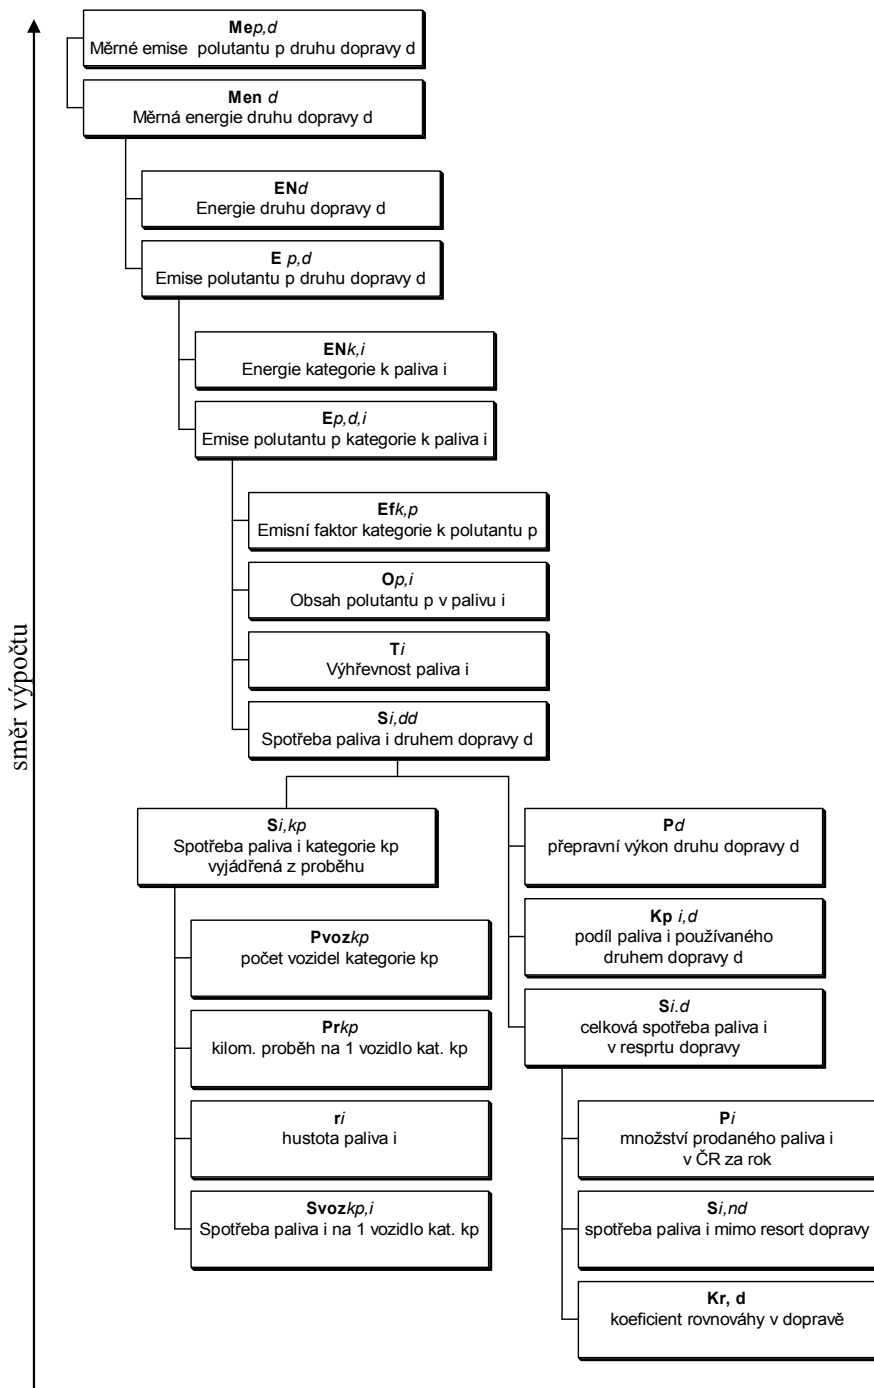 Mep,d
Měrné emise polutantu p druhu dopravy d
Men d
Měrná energie druhu dopravy d
ENd
Energie druhu dopravy d
E p,d
Emise polutantu p druhu dopravy d
ENk,i
Energie kategorie k paliva i
Ep,d,i
Emise polutantu p kategorie k paliva i
Efk,p
Emisní faktor kategorie k polutantu p
Op,i
Obsah polutantu p v palivu i
Ti
Výhřevnost paliva i
Si,dd
Spotřeba paliva i druhem dopravy d
směr výpočtu
Si,kp
Spotřeba paliva i kategorie kp
vyjádřená z proběhu
Pvozkp
počet vozidel kategorie kp
Prkp
kilom. proběh na 1 vozidlo kat. kp
ri
hustota paliva i
Svozkp,i
Spotřeba paliva i na 1 vozidlo kat. kp
Pd
přepravní výkon druhu dopravy d
Kp i,d
podíl paliva i používaného
druhem dopravy d
Si.d
celková spotřeba paliva i
v resprtu dopravy
Pi
množství prodaného paliva i
v ČR za rok
Si,nd
spotřeba paliva i mimo resort dopravy
Kr, d
koeficient rovnováhy v dopravě